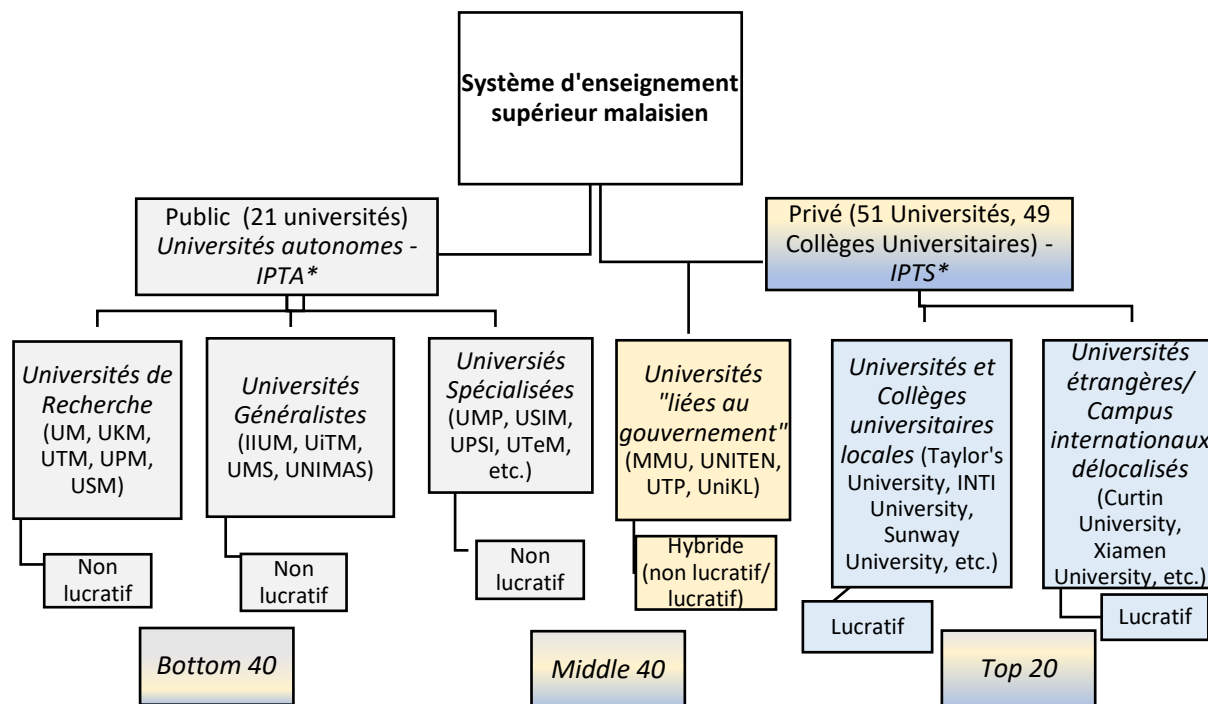 Système d'enseignement
supérieur malaisien
Public  (21 universités)
Universités autonomes -
IPTA*
Privé (51 Universités, 49
Collèges Universitaires) -
IPTS*
Universités de
Recherche
(UM, UKM,
UTM, UPM,
USM)
Universités
Généralistes
(IIUM, UiTM,
UMS, UNIMAS)
Universiés
Spécialisées
(UMP, USIM,
UPSI, UTeM,
etc.)
Universités
"liées au
gouvernement"
(MMU, UNITEN,
UTP, UniKL)
Universités et
Collèges
universitaires
locales (Taylor's
University, INTI
University,
Sunway
University, etc.)
Universités
étrangères/
Campus
internationaux
délocalisés
(Curtin
University,
Xiamen
University, etc.)
Non
lucratif
Non
lucratif
Non
lucratif
Hybride
(non lucratif/
lucratif)
Lucratif
Lucratif
Bottom 40
Middle 40
Top 20